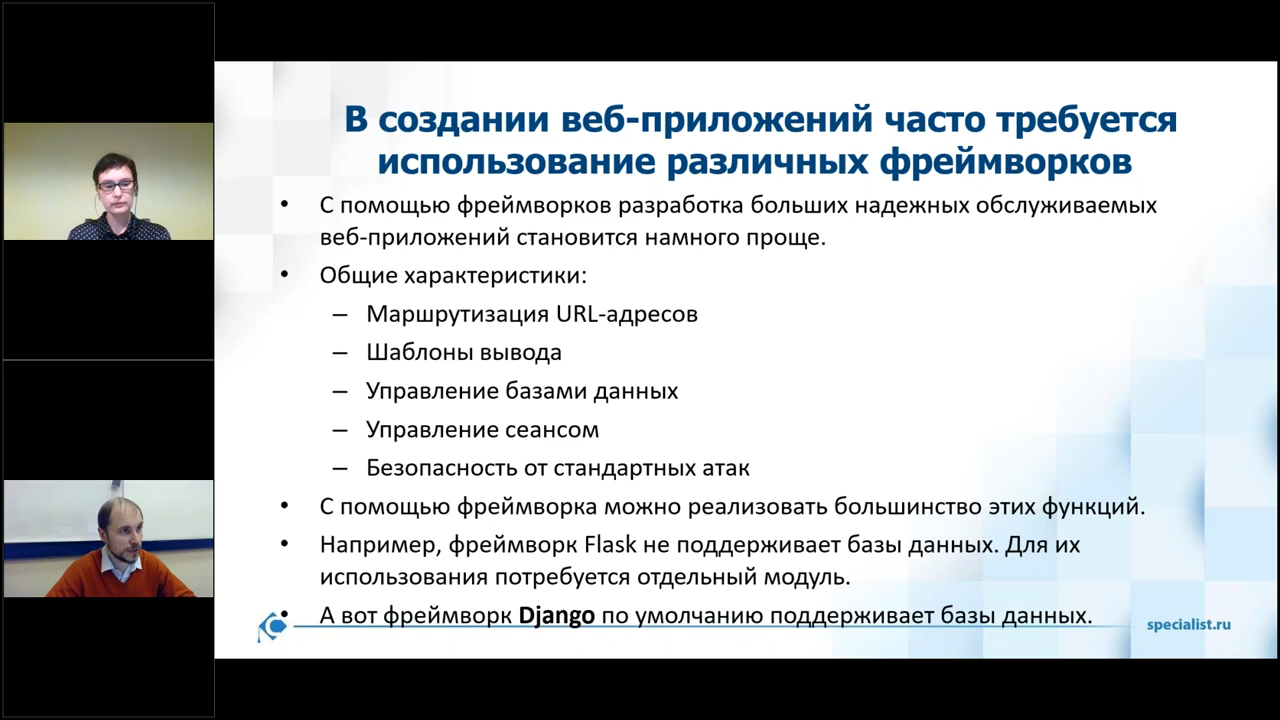 В создании веб-приложений часто требуется
использование различных фреймворков
• С помощью фреймворков разработка больших надежных обслуживаемых
веб-приложений становится намного проще.
• Общие характеристики:
– Маршрутизация URL-адресов
– Шаблоны вывода
– Управление базами данных
– Управление сеансом
– Безопасность от стандартных атак
• С помощью фреймворка можно реализовать большинство этих функций.
• Например, фреймворк Flask не поддерживает базы данных. Для их
использования потребуется отдельный модуль.
• А вот фреймворк Django по умолчанию поддерживает базы данных.
specialist.ru